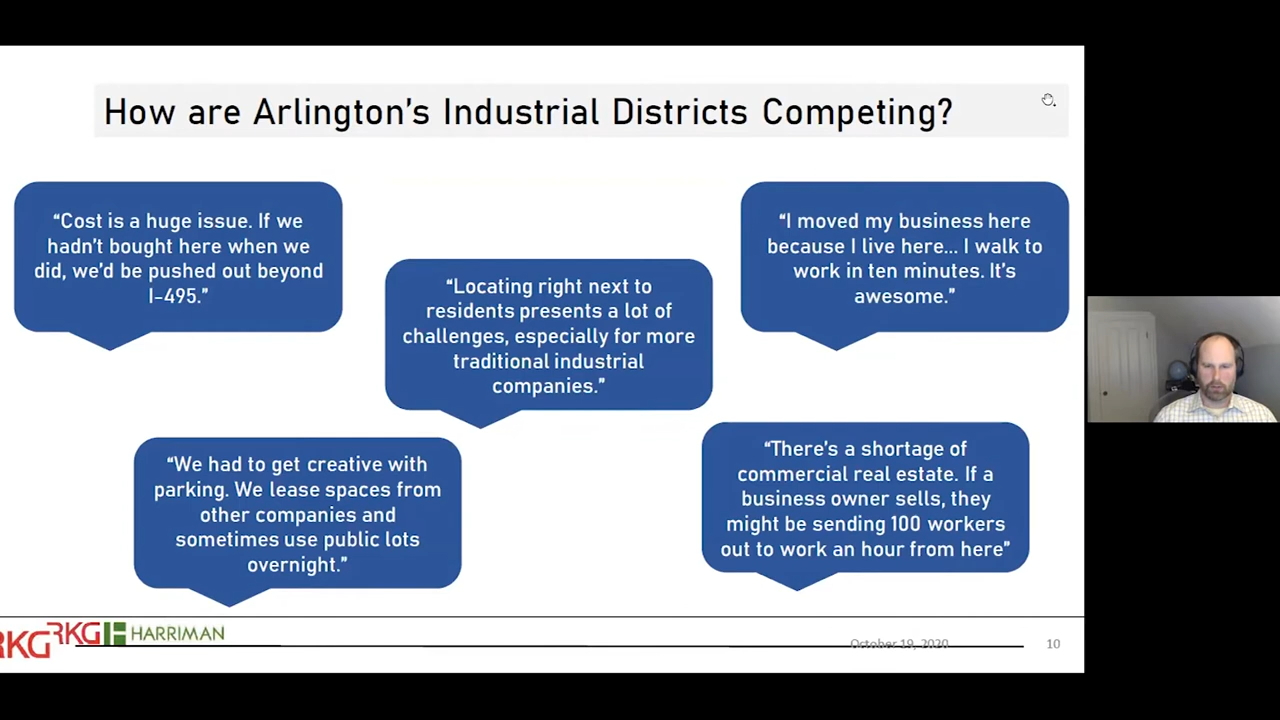 How are Arlington's Industrial Districts Competing?
“Cost is a huge issue. If we
hadn't bought here when we
did, we'd be pushed out beyond
I-495.”
“Locating right next to
residents presents a lot of
challenges, especially for more
traditional industrial
companies.”
“I moved my business here
because I live here... I walk to
work in ten minutes. It's
awesome.”
“We had to get creative with
parking. We lease spaces from
other companies and
sometimes use public lots
overnight.”
“There's a shortage of
commercial real estate. If a
business owner sells, they
might be sending 100 workers
out to work an hour from here”
RKG
RKG
HARRIMAN
October 19, 2020
10